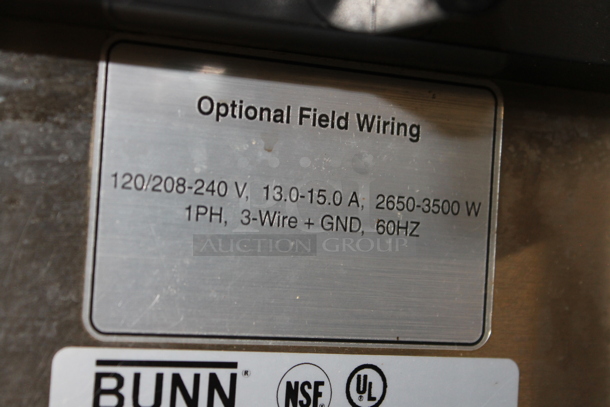 Optional Field Wiring
120/208-240 V, 13.0-15.0 A, 2650-3500 W
1PH, 3-Wire + GND, 60HZ
AUCTION GROUP
BUNN® NSF® UL®